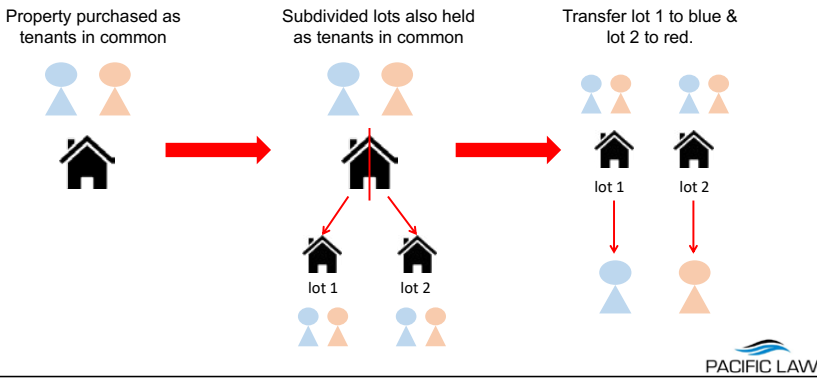 Property purchased as
tenants in common
Subdivided lots also held
as tenants in common
Transfer lot 1 to blue &
lot 2 to red.
lot 1
lot 2
lot 1
lot 2
PACIFIC LAW